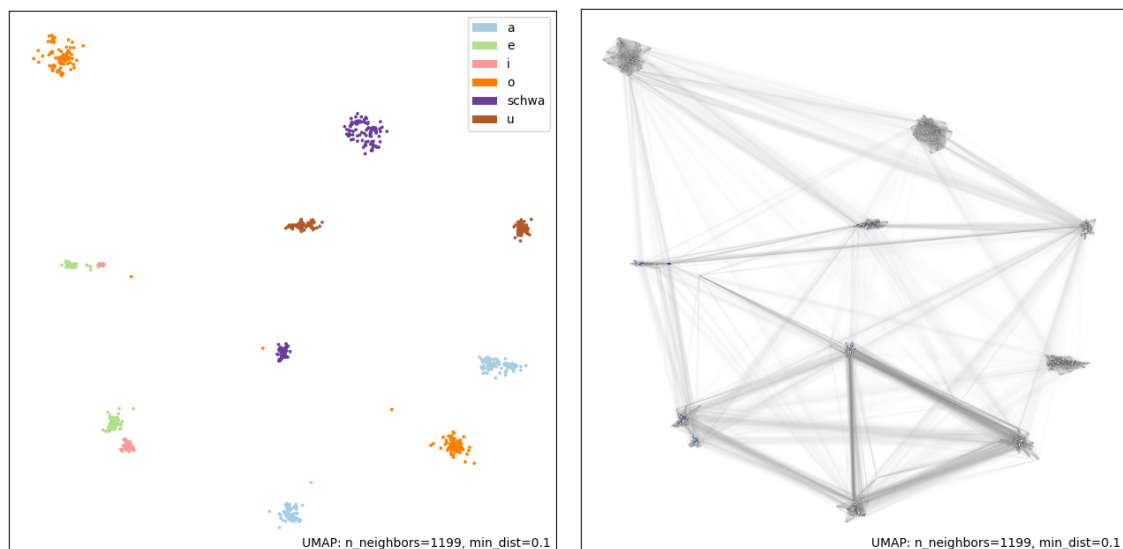 a
e
i
o
schwa
u
UMAP: n_neighbors=1199, min_dist=0.1
UMAP: n_neighbors=1199, min_dist=0.1